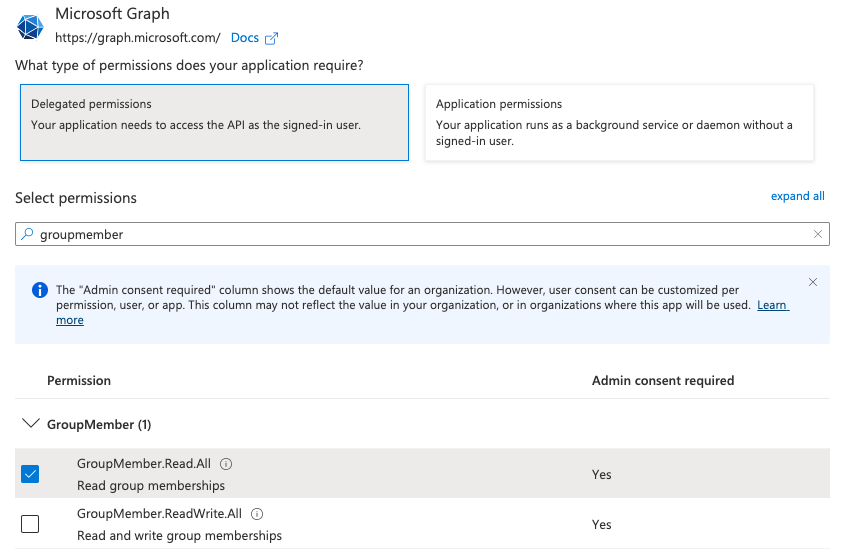 Microsoft Graph
https://graph.microsoft.com/ Docs
What type of permissions does your application require?
Delegated permissions
Your application needs to access the API as the signed-in user.
Application permissions
Your application runs as a background service or daemon without a
signed-in user.
Select permissions
expand all
groupmember
The "Admin consent required" column shows the default value for an organization. However, user consent can be customized per
permission, user, or app. This column may not reflect the value in your organization, or in organizations where this app will be used. Learn
more
Permission
Admin consent required
GroupMember (1)
GroupMember.Read.All
Read group memberships
Yes
GroupMember.ReadWrite.All
Read and write group memberships
Yes